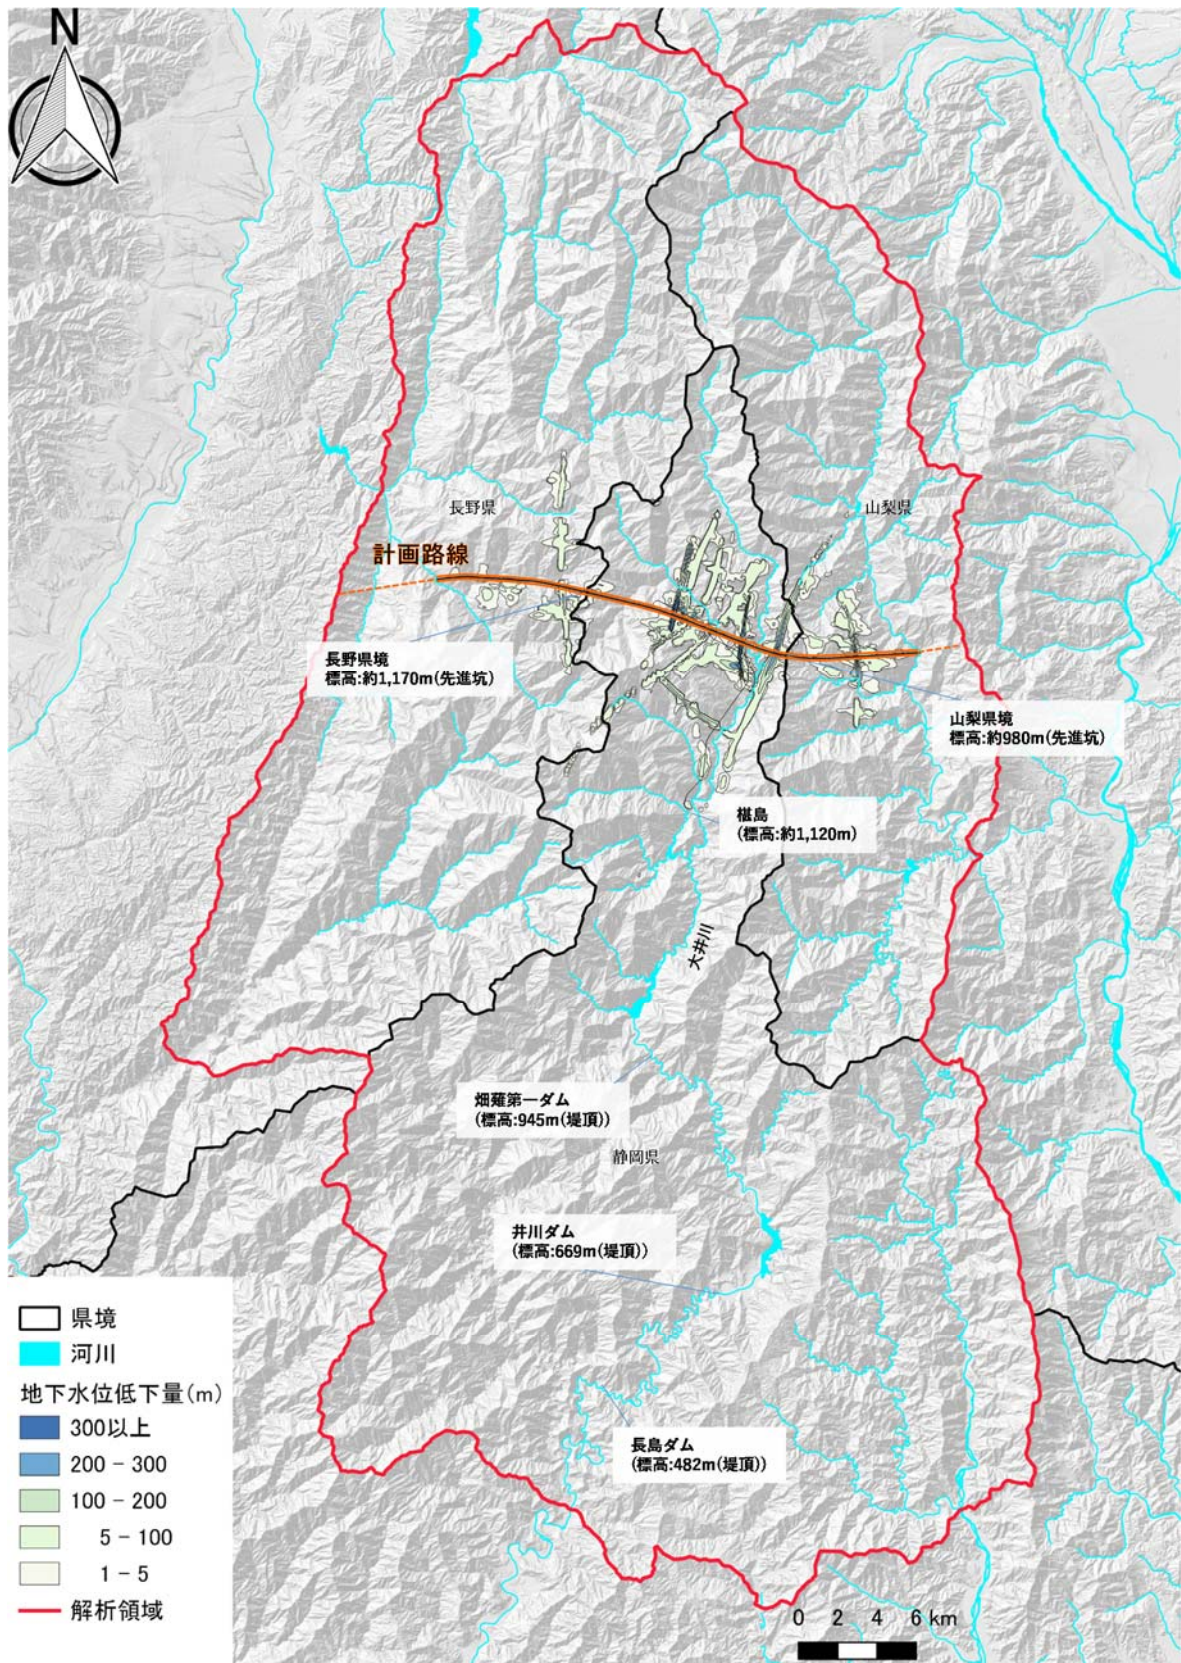 N
長野県
山梨県
計画路線
長野県境
標高:約1,170m(先進坑)
山梨県境
標高:約980m(先進坑)
椹島
(標高:約1,120m)
大井川
畑薙第一ダム
(標高:945m(堤頂))
静岡県
井川ダム
(標高:669m(堤頂))
長島ダム
(標高:482m(堤頂))
県境
河川
地下水位低下量(m)
300以上
200 - 300
100 - 200
5 - 100
1 - 5
解析領域
0 2 4 6 km